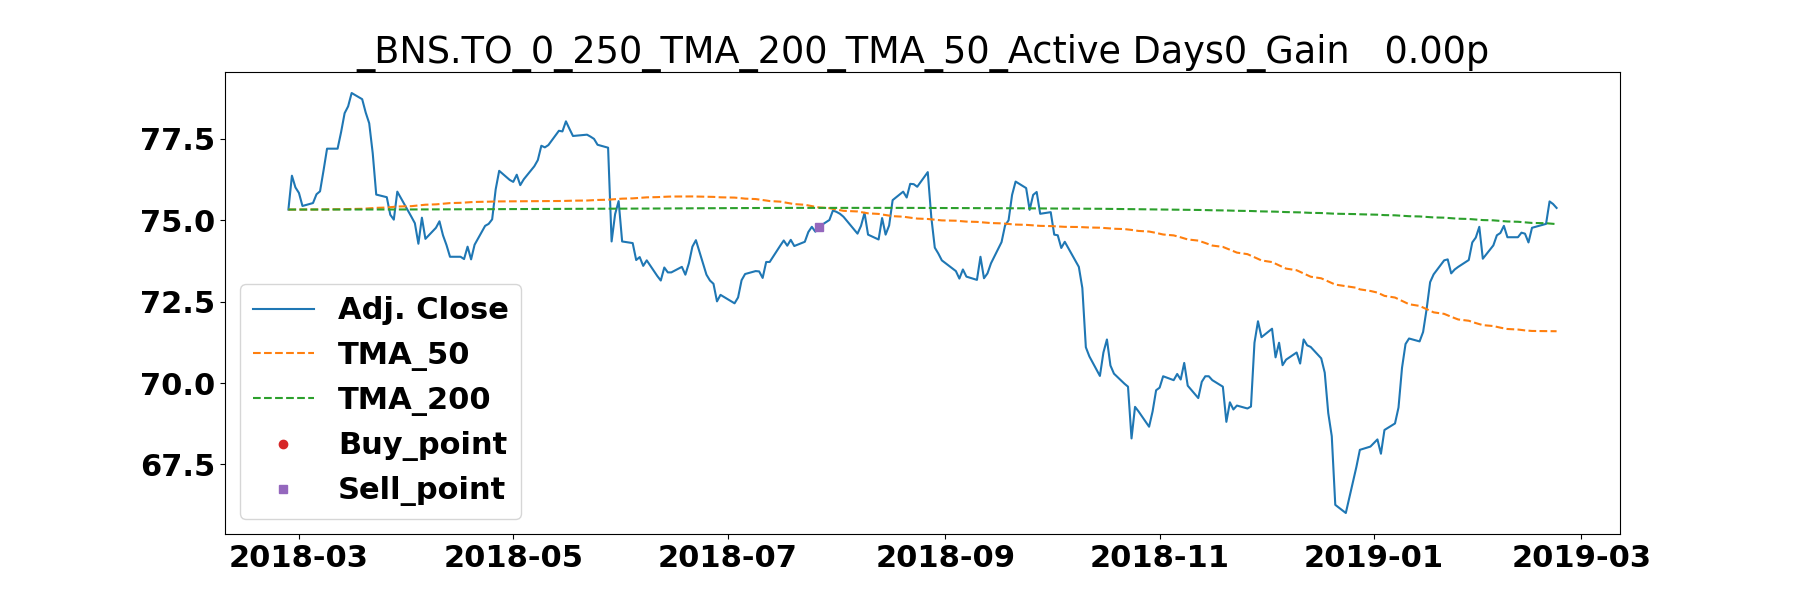 _BNS.TO_0_250_TMA_200_TMA_50_Active Days0_Gain   0.00p
77.5
75.0
72.5
70.0
67.5
Adj. Close
TMA_50
TMA_200
Buy_point
Sell_point
2018-03 2018-05 2018-07 2018-09 2018-11 2019-01 2019-03